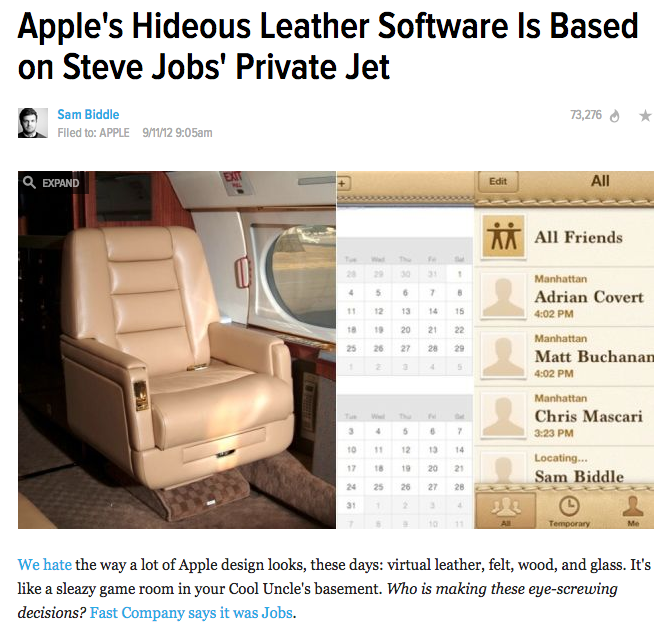 Apple's Hideous Leather Software Is Based
on Steve Jobs' Private Jet
Sam Biddle
Filed to: APPLE 9/11/12 9:05am
73,276
EXPAND
EXIT
+
Tue Wed Thu Fri Sat
28 29 30 31 1
4 5 6 7 8
11 12 13 14 15
18 19 20 21 22
25 26 27 28 29
1 2 3 4 5
Tue Wed Thu Fri Sat
3 4 5 6 7
10 11 12 13 14
17 18 19 20 21
24 25 26 27 28
31 1 2 3 4
7 8 9 10 11
Edit
All
All Friends
Manhattan
Adrian Covert
4:02 PM
Manhattan
Matt Buchanan
4:02 PM
Manhattan
Chris Mascari
3:23 PM
Locating...
Sam Biddle
All
Temporary
Me
We hate the way a lot of Apple design looks, these days: virtual leather, felt, wood, and glass. It's
like a sleazy game room in your Cool Uncle's basement. Who is making these eye-screwing
decisions? Fast Company says it was Jobs.